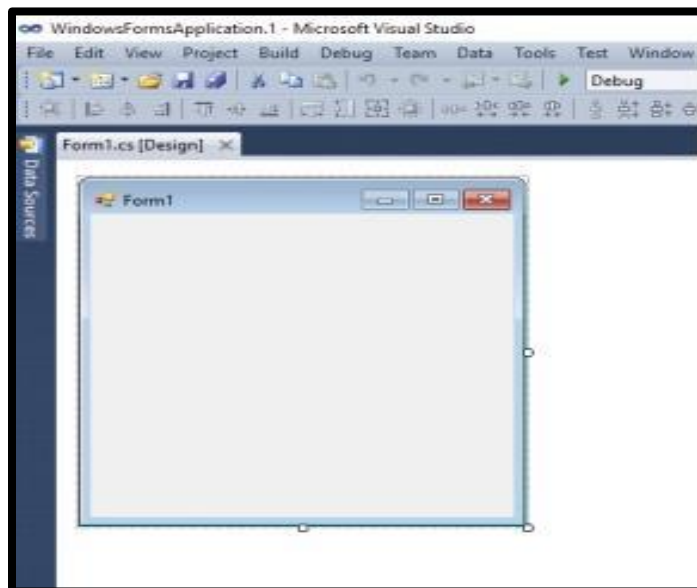 WindowsFormsApplication.1 - Microsoft Visual Studio
File Edit View Project Build Debug Team Data Tools Test Window
Debug
Form1.cs [Design]
Data Sources
Form1